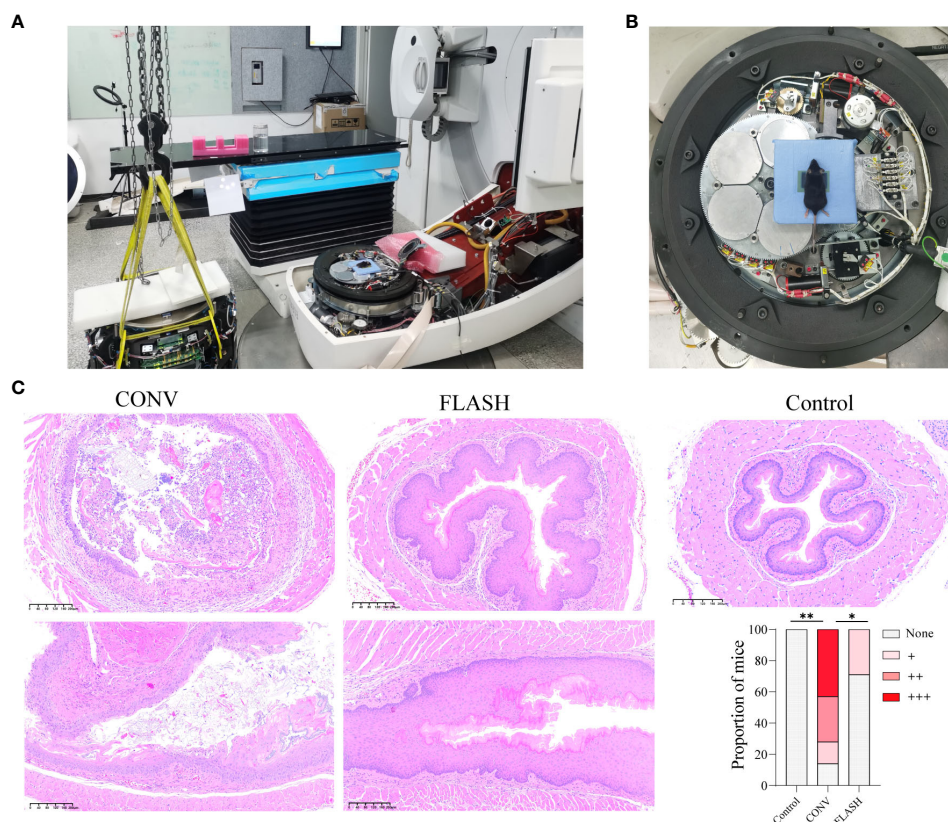 A
B
C
CONV
FLASH
Control
** *
100
80
60
40
20
0
Proportion of mice
None
+
++
+++
Control
CONV
FLASH